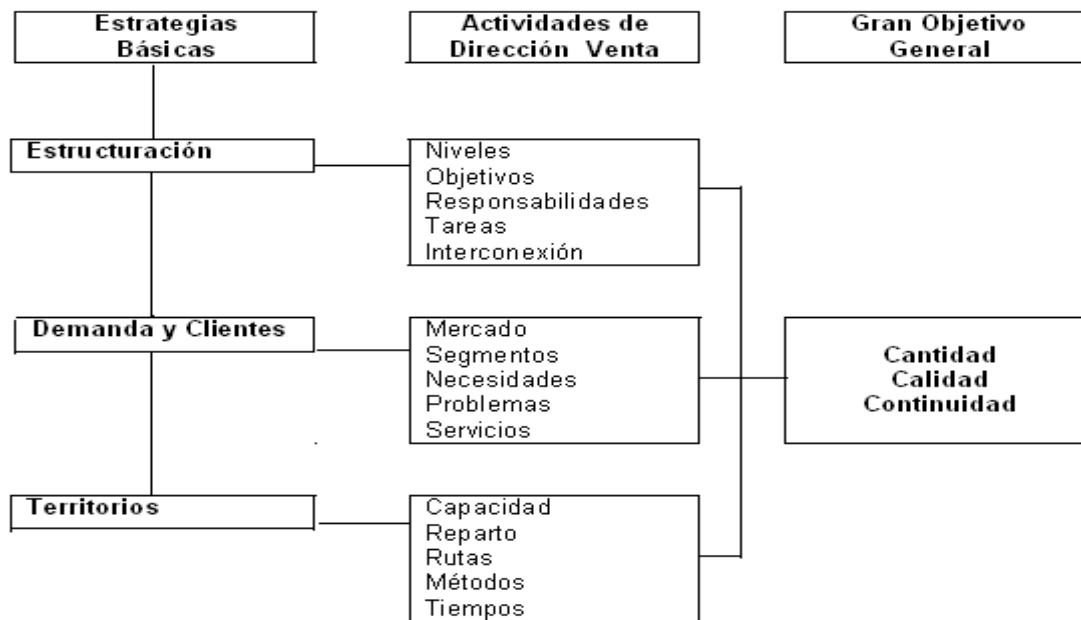 Estrategias
Básicas
Actividades de
Dirección Venta
Gran Objetivo
General
Estructuración
Niveles
Objetivos
Responsabilidades
Tareas
Interconexión
Demanda y Clientes
Mercado
Segmentos
Necesidades
Problemas
Servicios
Cantidad
Calidad
Continuidad
Territorios
Capacidad
Reparto
Rutas
Métodos
Tiempos